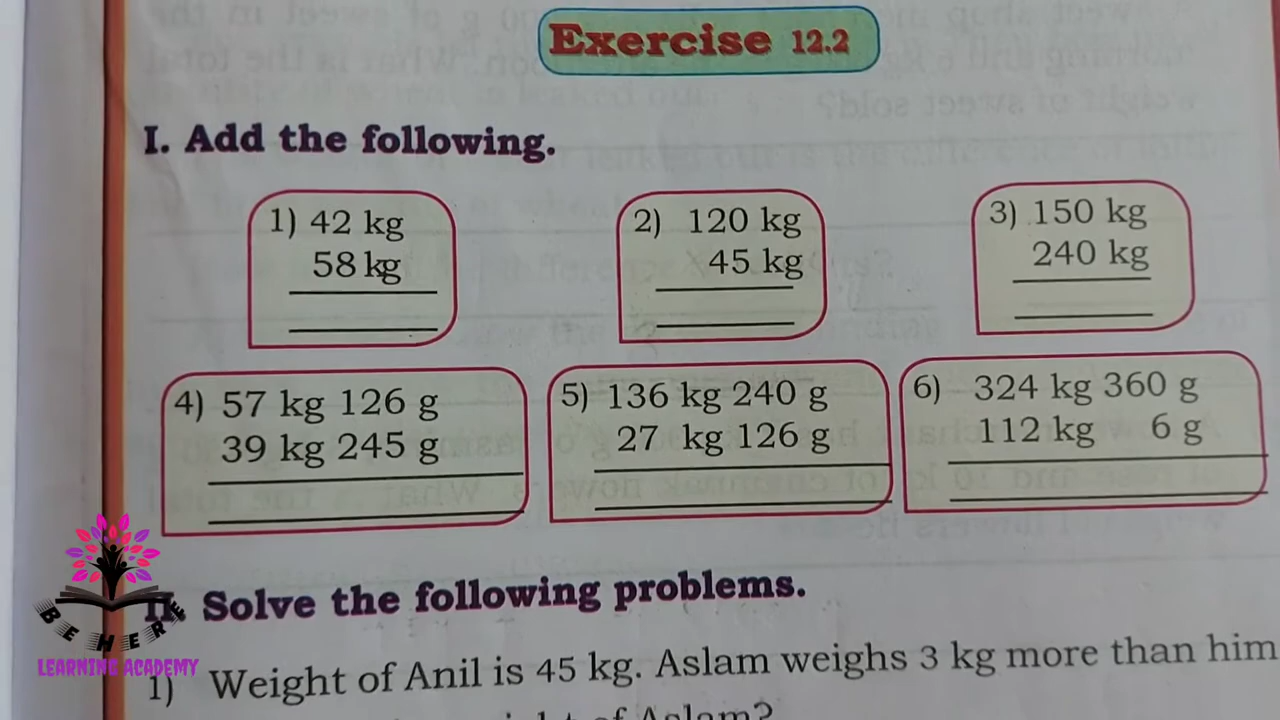 Exercise 12.2
I. Add the following.
1) 42 kg
58 kg
2) 120 kg
45 kg
3) 150 kg
240 kg
4) 57 kg 126 g
39 kg 245 g
5) 136 kg 240 g
27 kg 126 g
6) 324 kg 360 g
112 kg 6 g
II. Solve the following problems.
1) Weight of Anil is 45 kg. Aslam weighs 3 kg more than him
of Aslam?
BEHERE
LEARNING ACADEMY